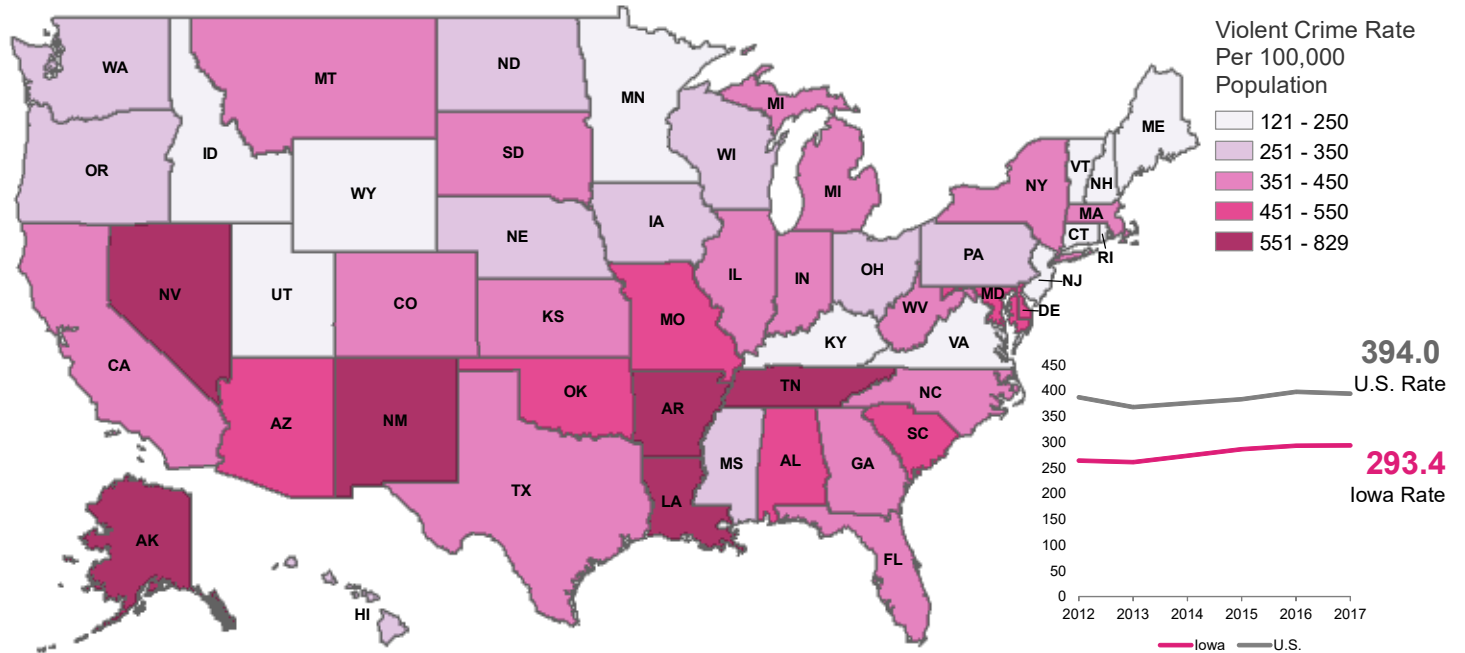 Violent Crime Rate
Per 100,000
Population
121 - 250
251 - 350
351 - 450
451 - 550
551 - 829
WA
MT
ND
MN
ME
OR
ID
SD
WI
MI
MI
VT
NH
NY
WY
MA
CT
RI
NE
IA
PA
NJ
NV
UT
CO
KS
IL
IN
OH
MD
DE
WV
MO
KY
VA
CA
AZ
NM
OK
AR
TN
NC
SC
TX
LA
MS
AL
GA
FL
AK
HI
394.0
U.S. Rate
293.4
Iowa Rate
450
400
350
300
250
200
150
100
50
0
2012 2013 2014 2015 2016 2017
Iowa U.S.